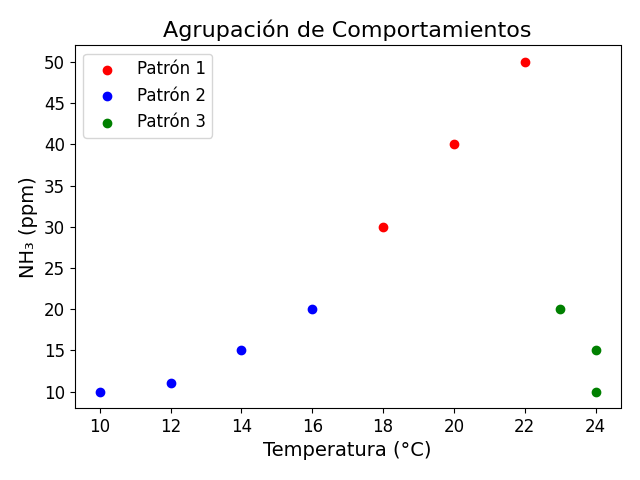 Agrupación de Comportamientos
Patrón 1
Patrón 2
Patrón 3
NH₃ (ppm)
50
45
40
35
30
25
20
15
10
10 12 14 16 18 20 22 24
Temperatura (°C)